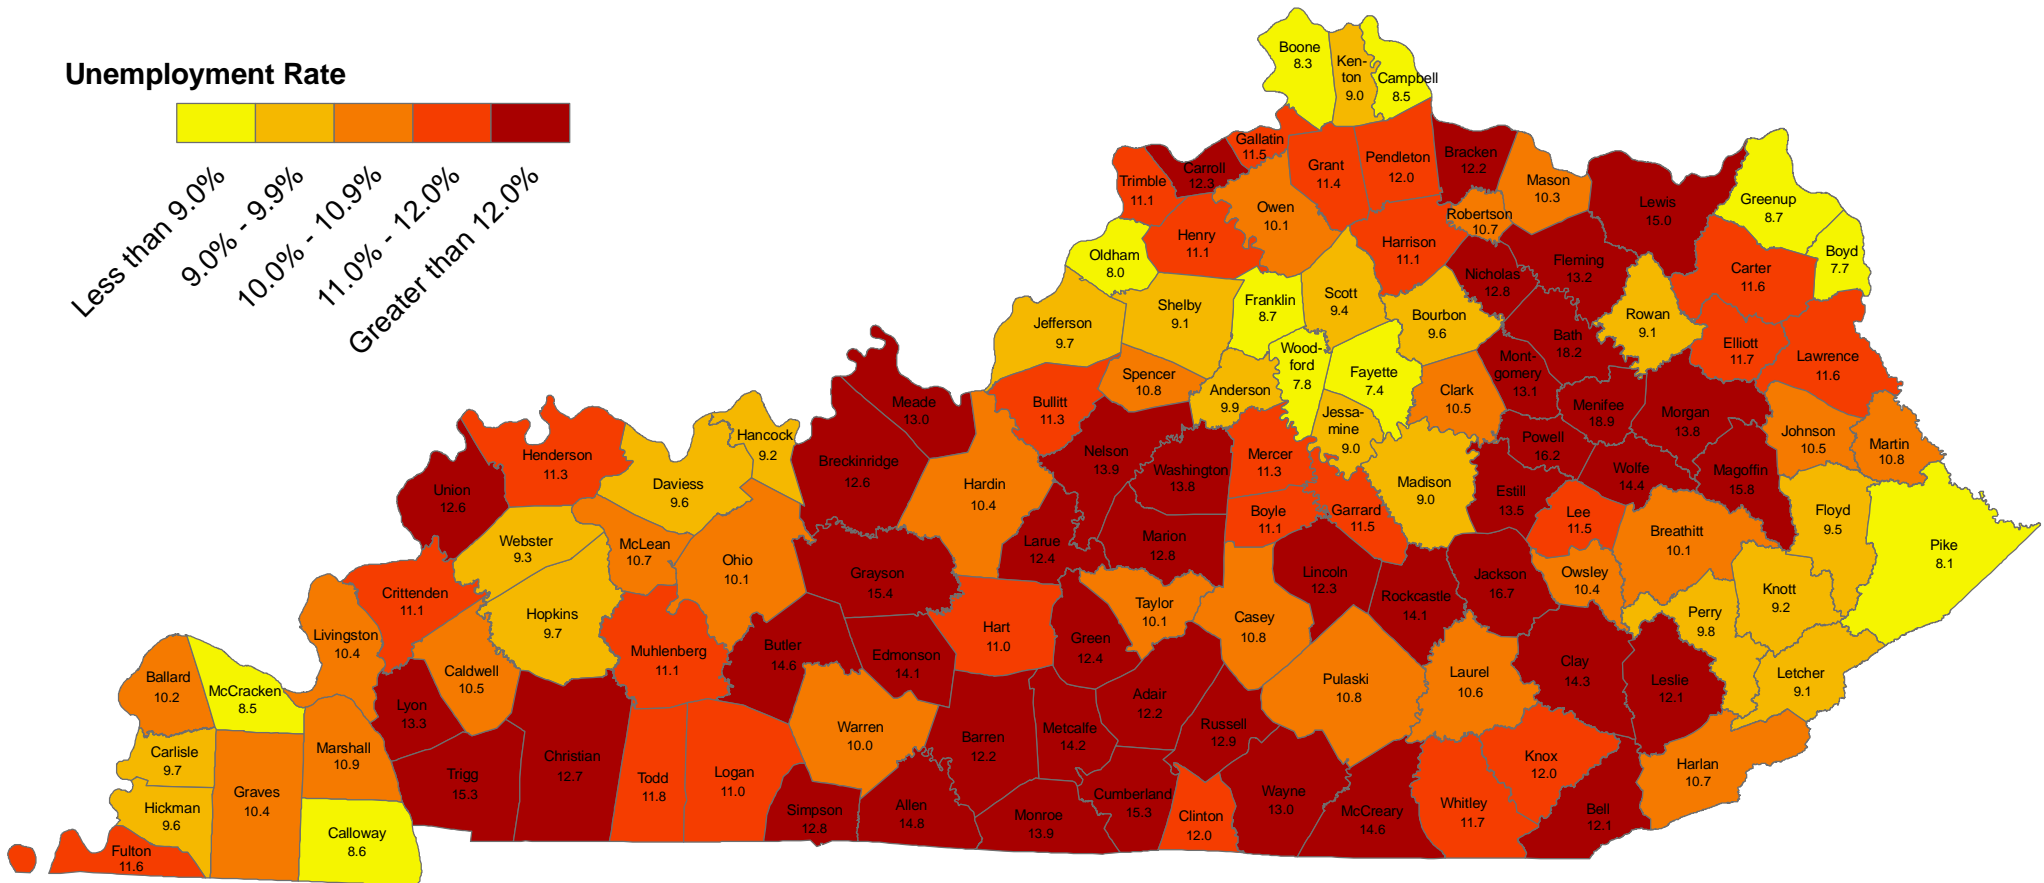 Unemployment Rate
Less than 9.0%
9.0% - 9.9%
10.0% - 10.9%
11.0% - 12.0%
Greater than 12.0%
Boone
8.3
Ken-
ton
9.0
Campbell
8.5
Gallatin
11.5
Carroll
12.3
Trimble
11.1
Grant
11.4
Pendleton
12.0
Bracken
12.2
Mason
10.3
Robertson
10.7
Lewis
15.0
Greenup
8.7
Boyd
7.7
Owen
10.1
Henry
11.1
Oldham
8.0
Harrison
11.1
Nicholas
12.8
Fleming
13.2
Carter
11.6
Rowan
9.1
Elliott
11.7
Lawrence
11.6
Jefferson
9.7
Shelby
9.1
Franklin
8.7
Scott
9.4
Bourbon
9.6
Bath
18.2
Mont-
gomery
13.1
Menifee
18.9
Morgan
13.8
Johnson
10.5
Martin
10.8
Spencer
10.8
Anderson
9.9
Wood-
ford
7.8
Fayette
7.4
Clark
10.5
Jessa-
mine
9.0
Bullitt
11.3
Meade
13.0
Hancock
9.2
Breckinridge
12.6
Hardin
10.4
Nelson
13.9
Washington
13.8
Mercer
11.3
Boyle
11.1
Garrard
11.5
Madison
9.0
Powell
16.2
Estill
13.5
Wolfe
14.4
Magoffin
15.8
Lee
11.5
Breathitt
10.1
Floyd
9.5
Pike
8.1
Henderson
11.3
Union
12.6
Daviess
9.6
Webster
9.3
McLean
10.7
Ohio
10.1
Grayson
15.4
Larue
12.4
Marion
12.8
Lincoln
12.3
Rockcastle
14.1
Jackson
16.7
Owsley
10.4
Perry
9.8
Knott
9.2
Letcher
9.1
Crittenden
11.1
Livingston
10.4
Hopkins
9.7
Muhlenberg
11.1
Butler
14.6
Edmonson
14.1
Hart
11.0
Green
12.4
Taylor
10.1
Casey
10.8
Pulaski
10.8
Laurel
10.6
Clay
14.3
Leslie
12.1
Harlan
10.7
Ballard
10.2
McCracken
8.5
Lyon
13.3
Caldwell
10.5
Carlisle
9.7
Hickman
9.6
Graves
10.4
Marshall
10.9
Calloway
8.6
Fulton
11.6
Trigg
15.3
Christian
12.7
Todd
11.8
Logan
11.0
Warren
10.0
Simpson
12.8
Allen
14.8
Barren
12.2
Metcalfe
14.2
Adair
12.2
Russell
12.9
Monroe
13.9
Cumberland
15.3
Clinton
12.0
Wayne
13.0
McCreary
14.6
Whitley
11.7
Knox
12.0
Bell
12.1